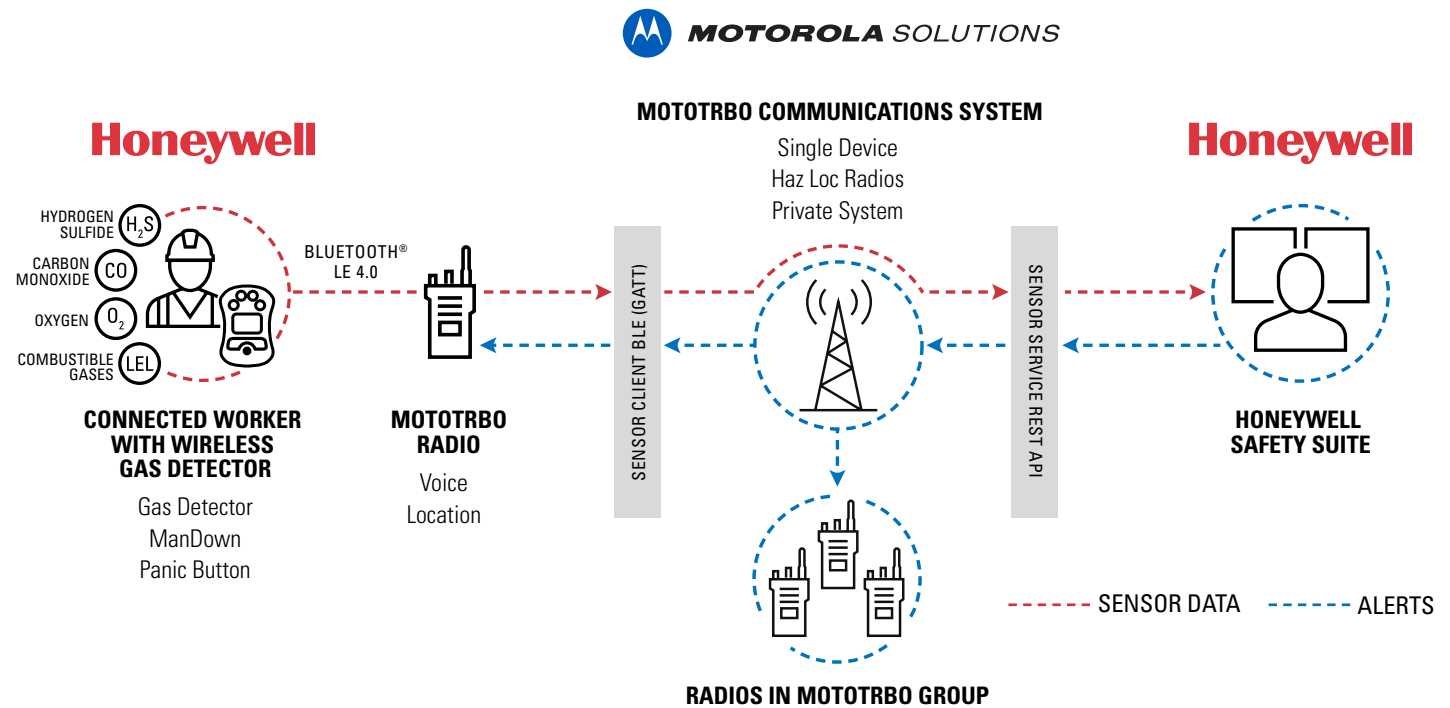 MOTOROLA SOLUTIONS
Honeywell
HYDROGEN
SULFIDE
H₂S
CARBON
MONOXIDE
CO
OXYGEN
O₂
COMBUSTIBLE
GASES
LEL
CONNECTED WORKER
WITH WIRELESS
GAS DETECTOR
Gas Detector
ManDown
Panic Button
BLUETOOTH®
LE 4.0
MOTOTRBO
RADIO
Voice
Location
SENSOR CLIENT BLE (GATT)
MOTOTRBO COMMUNICATIONS SYSTEM
Single Device
Haz Loc Radios
Private System
SENSOR SERVICE REST API
Honeywell
HONEYWELL
SAFETY SUITE
SENSOR DATA
ALERTS
RADIOS IN MOTOTRBO GROUP